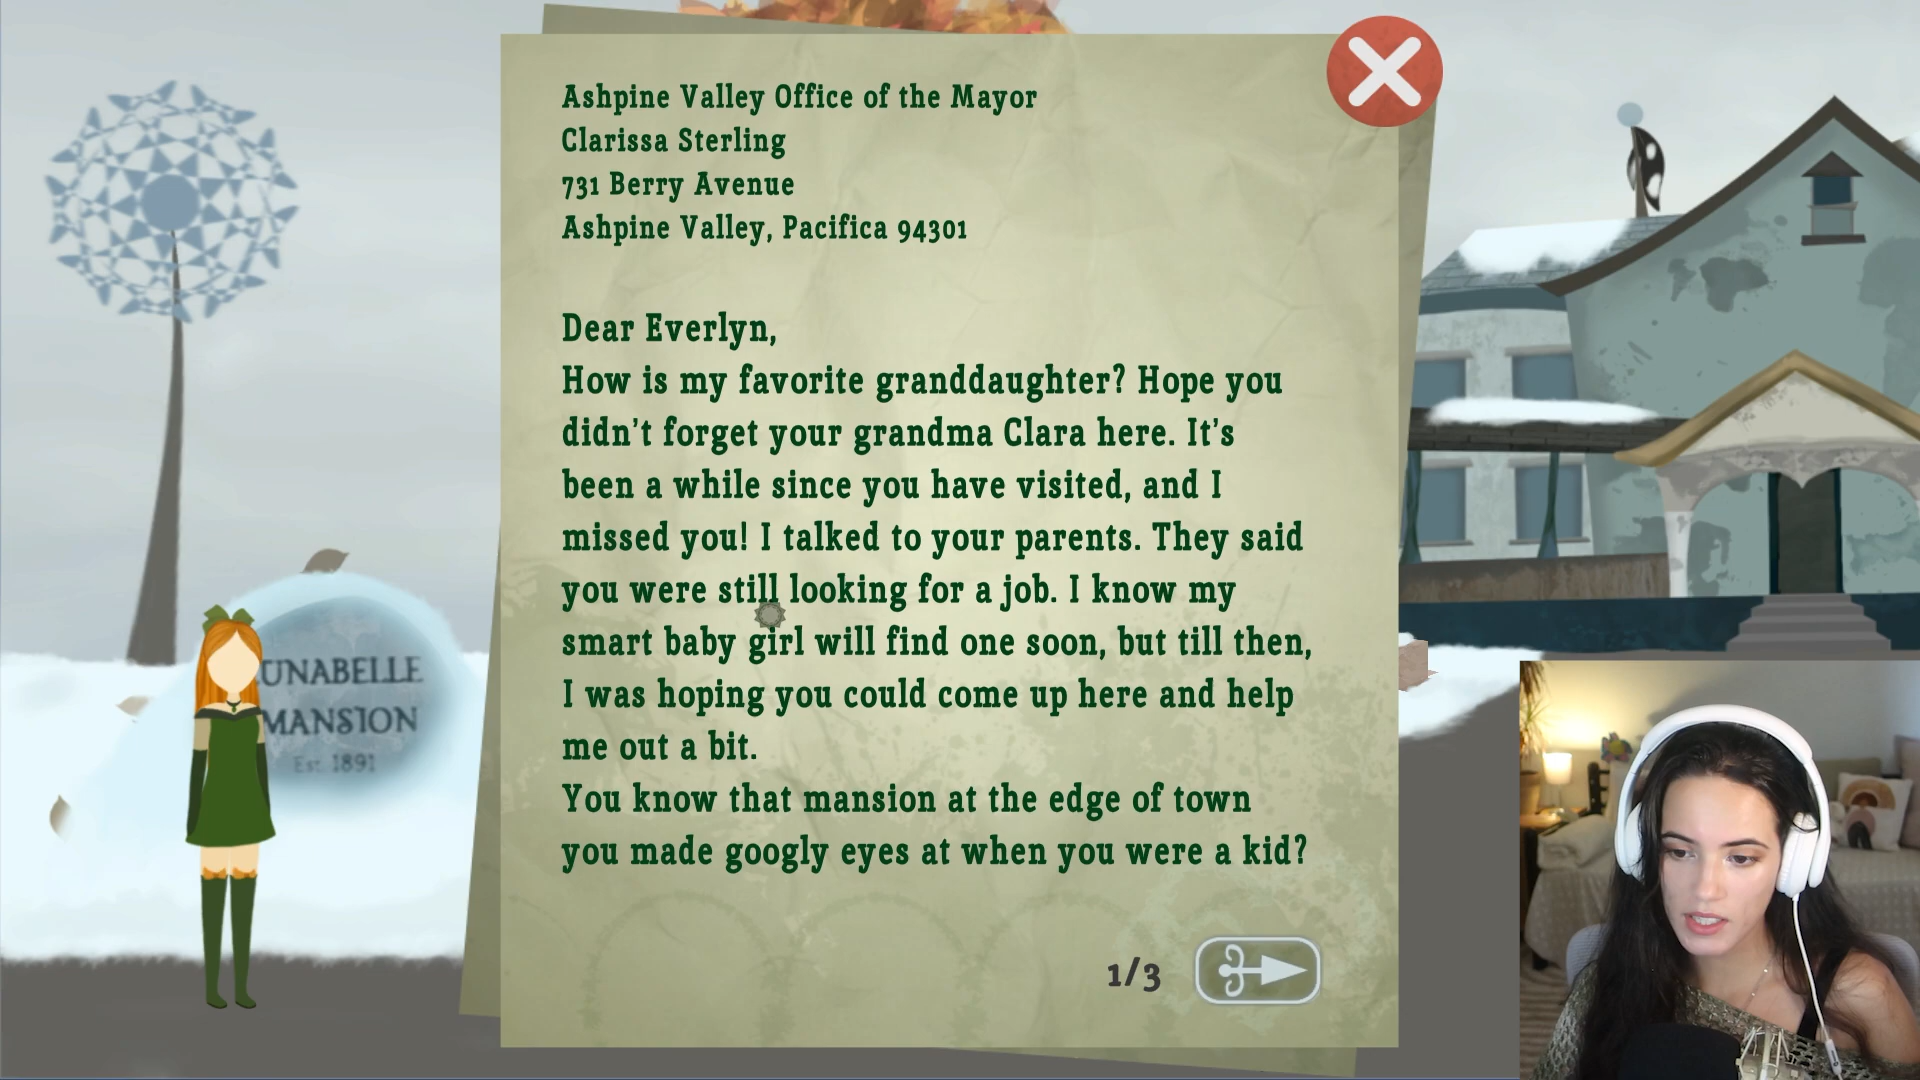 Ashpine Valley Office of the Mayor
Clarissa Sterling
731 Berry Avenue
Ashpine Valley, Pacifica 94301
Dear Everlyn,
How is my favorite granddaughter? Hope you
didn't forget your grandma Clara here. It's
been a while since you have visited, and I
missed you! I talked to your parents. They said
you were still looking for a job. I know my
smart baby girl will find one soon, but till then,
I was hoping you could come up here and help
me out a bit.
You know that mansion at the edge of town
you made googly eyes at when you were a kid?
1/3
UNABELLE
MANSION
Est. 1891